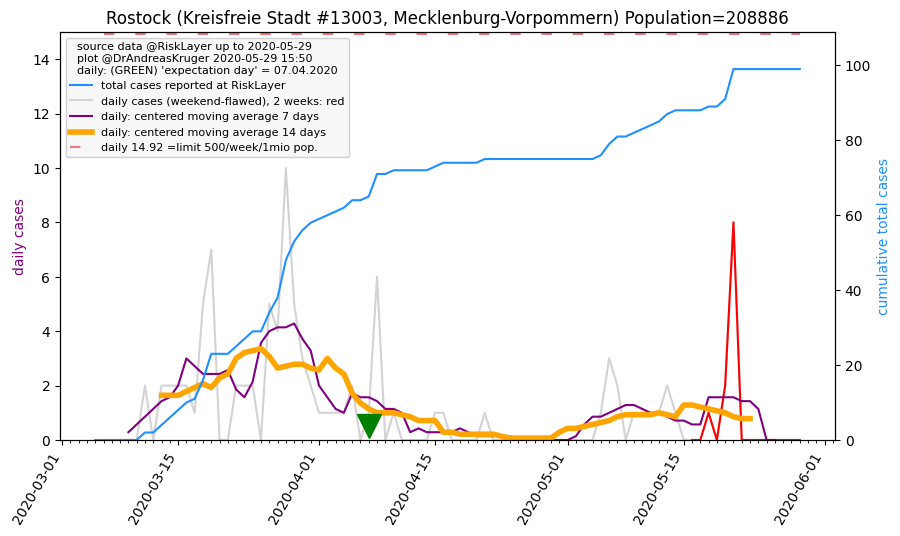 Rostock (Kreisfreie Stadt #13003, Mecklenburg-Vorpommern) Population=208886
source data @RiskLayer up to 2020-05-29
plot @DrAndreasKruger 2020-05-29 15:50
daily: (GREEN) 'expectation day' = 07.04.2020
total cases reported at RiskLayer
daily cases (weekend-flawed), 2 weeks: red
daily: centered moving average 7 days
daily: centered moving average 14 days
daily 14.92 =limit 500/week/1mio pop.
daily cases
14
12
10
8
6
4
2
0
100
80
60
40
20
0
cumulative total cases
2020-03-01
2020-03-15
2020-04-01
2020-04-15
2020-05-01
2020-05-15
2020-06-01